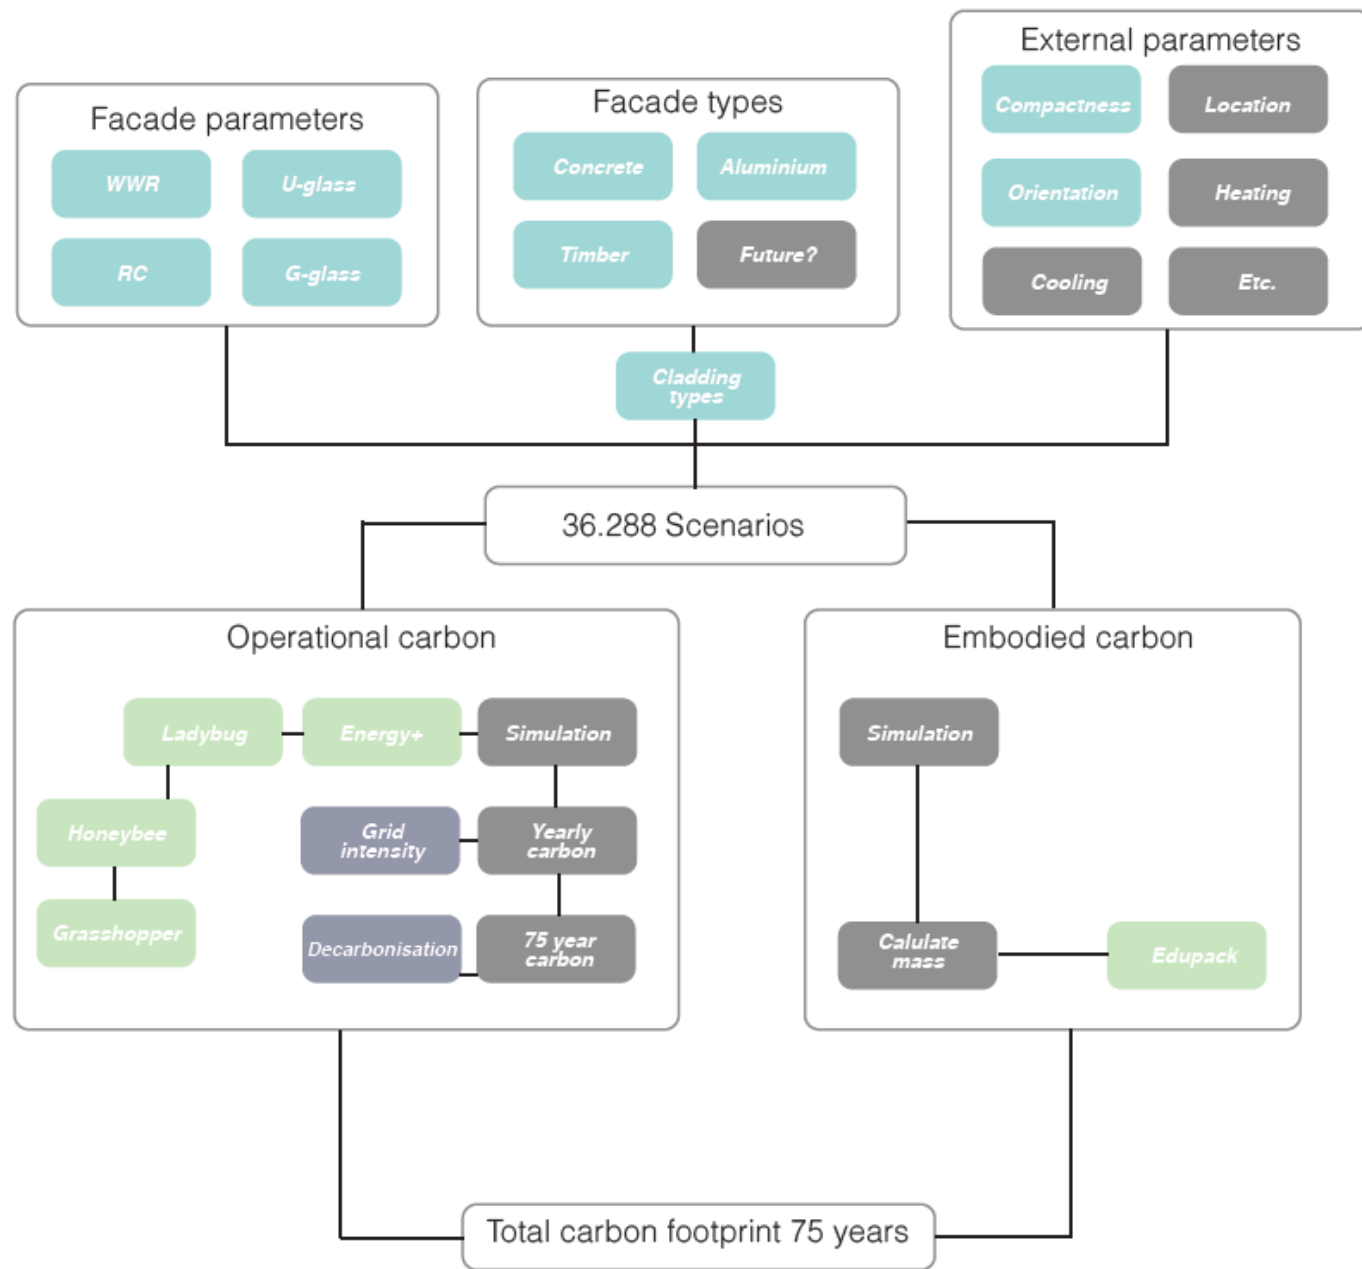 Facade parameters
WWR
U-glass
RC
G-glass
Facade types
Concrete
Aluminium
Timber
Future?
External parameters
Compactness
Location
Orientation
Heating
Cooling
Etc.
Cladding
types
36.288 Scenarios
Operational carbon
Ladybug
Energy+
Simulation
Honeybee
Grid
intensity
Yearly
carbon
Grasshopper
Decarbonisation
75 year
carbon
Embodied carbon
Simulation
Calulate
mass
Edupack
Total carbon footprint 75 years